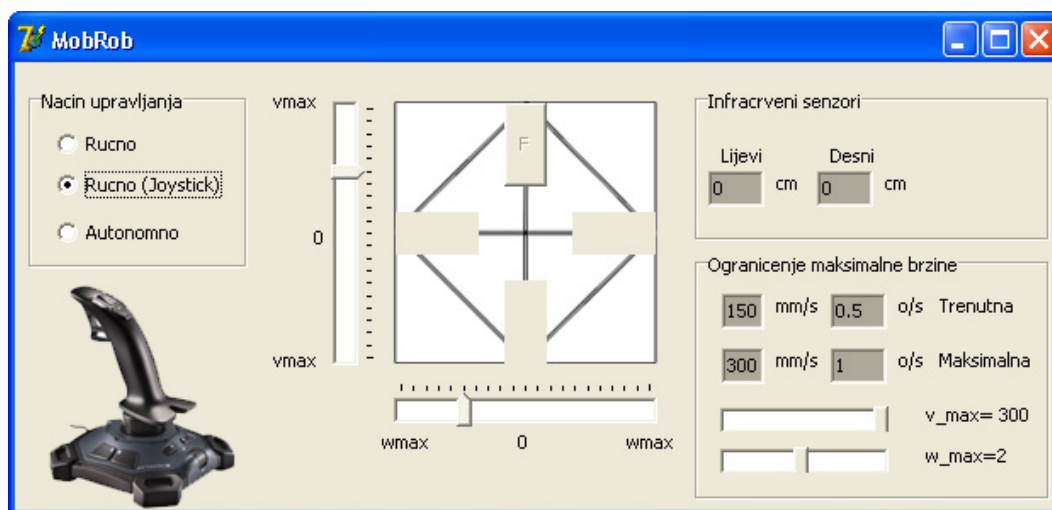 MobRob
Nacin upravljanja
Rucno
Rucno (Joystick)
Autonomno
vmax
0
vmax
F
wmax 0 wmax
Infracrveni senzori
Lijevi Desni
0 cm 0 cm
Ogranicenje maksimalne brzine
150 mm/s 0.5 o/s Trenutna
300 mm/s 1 o/s Maksimalna
v_max= 300
w_max=2